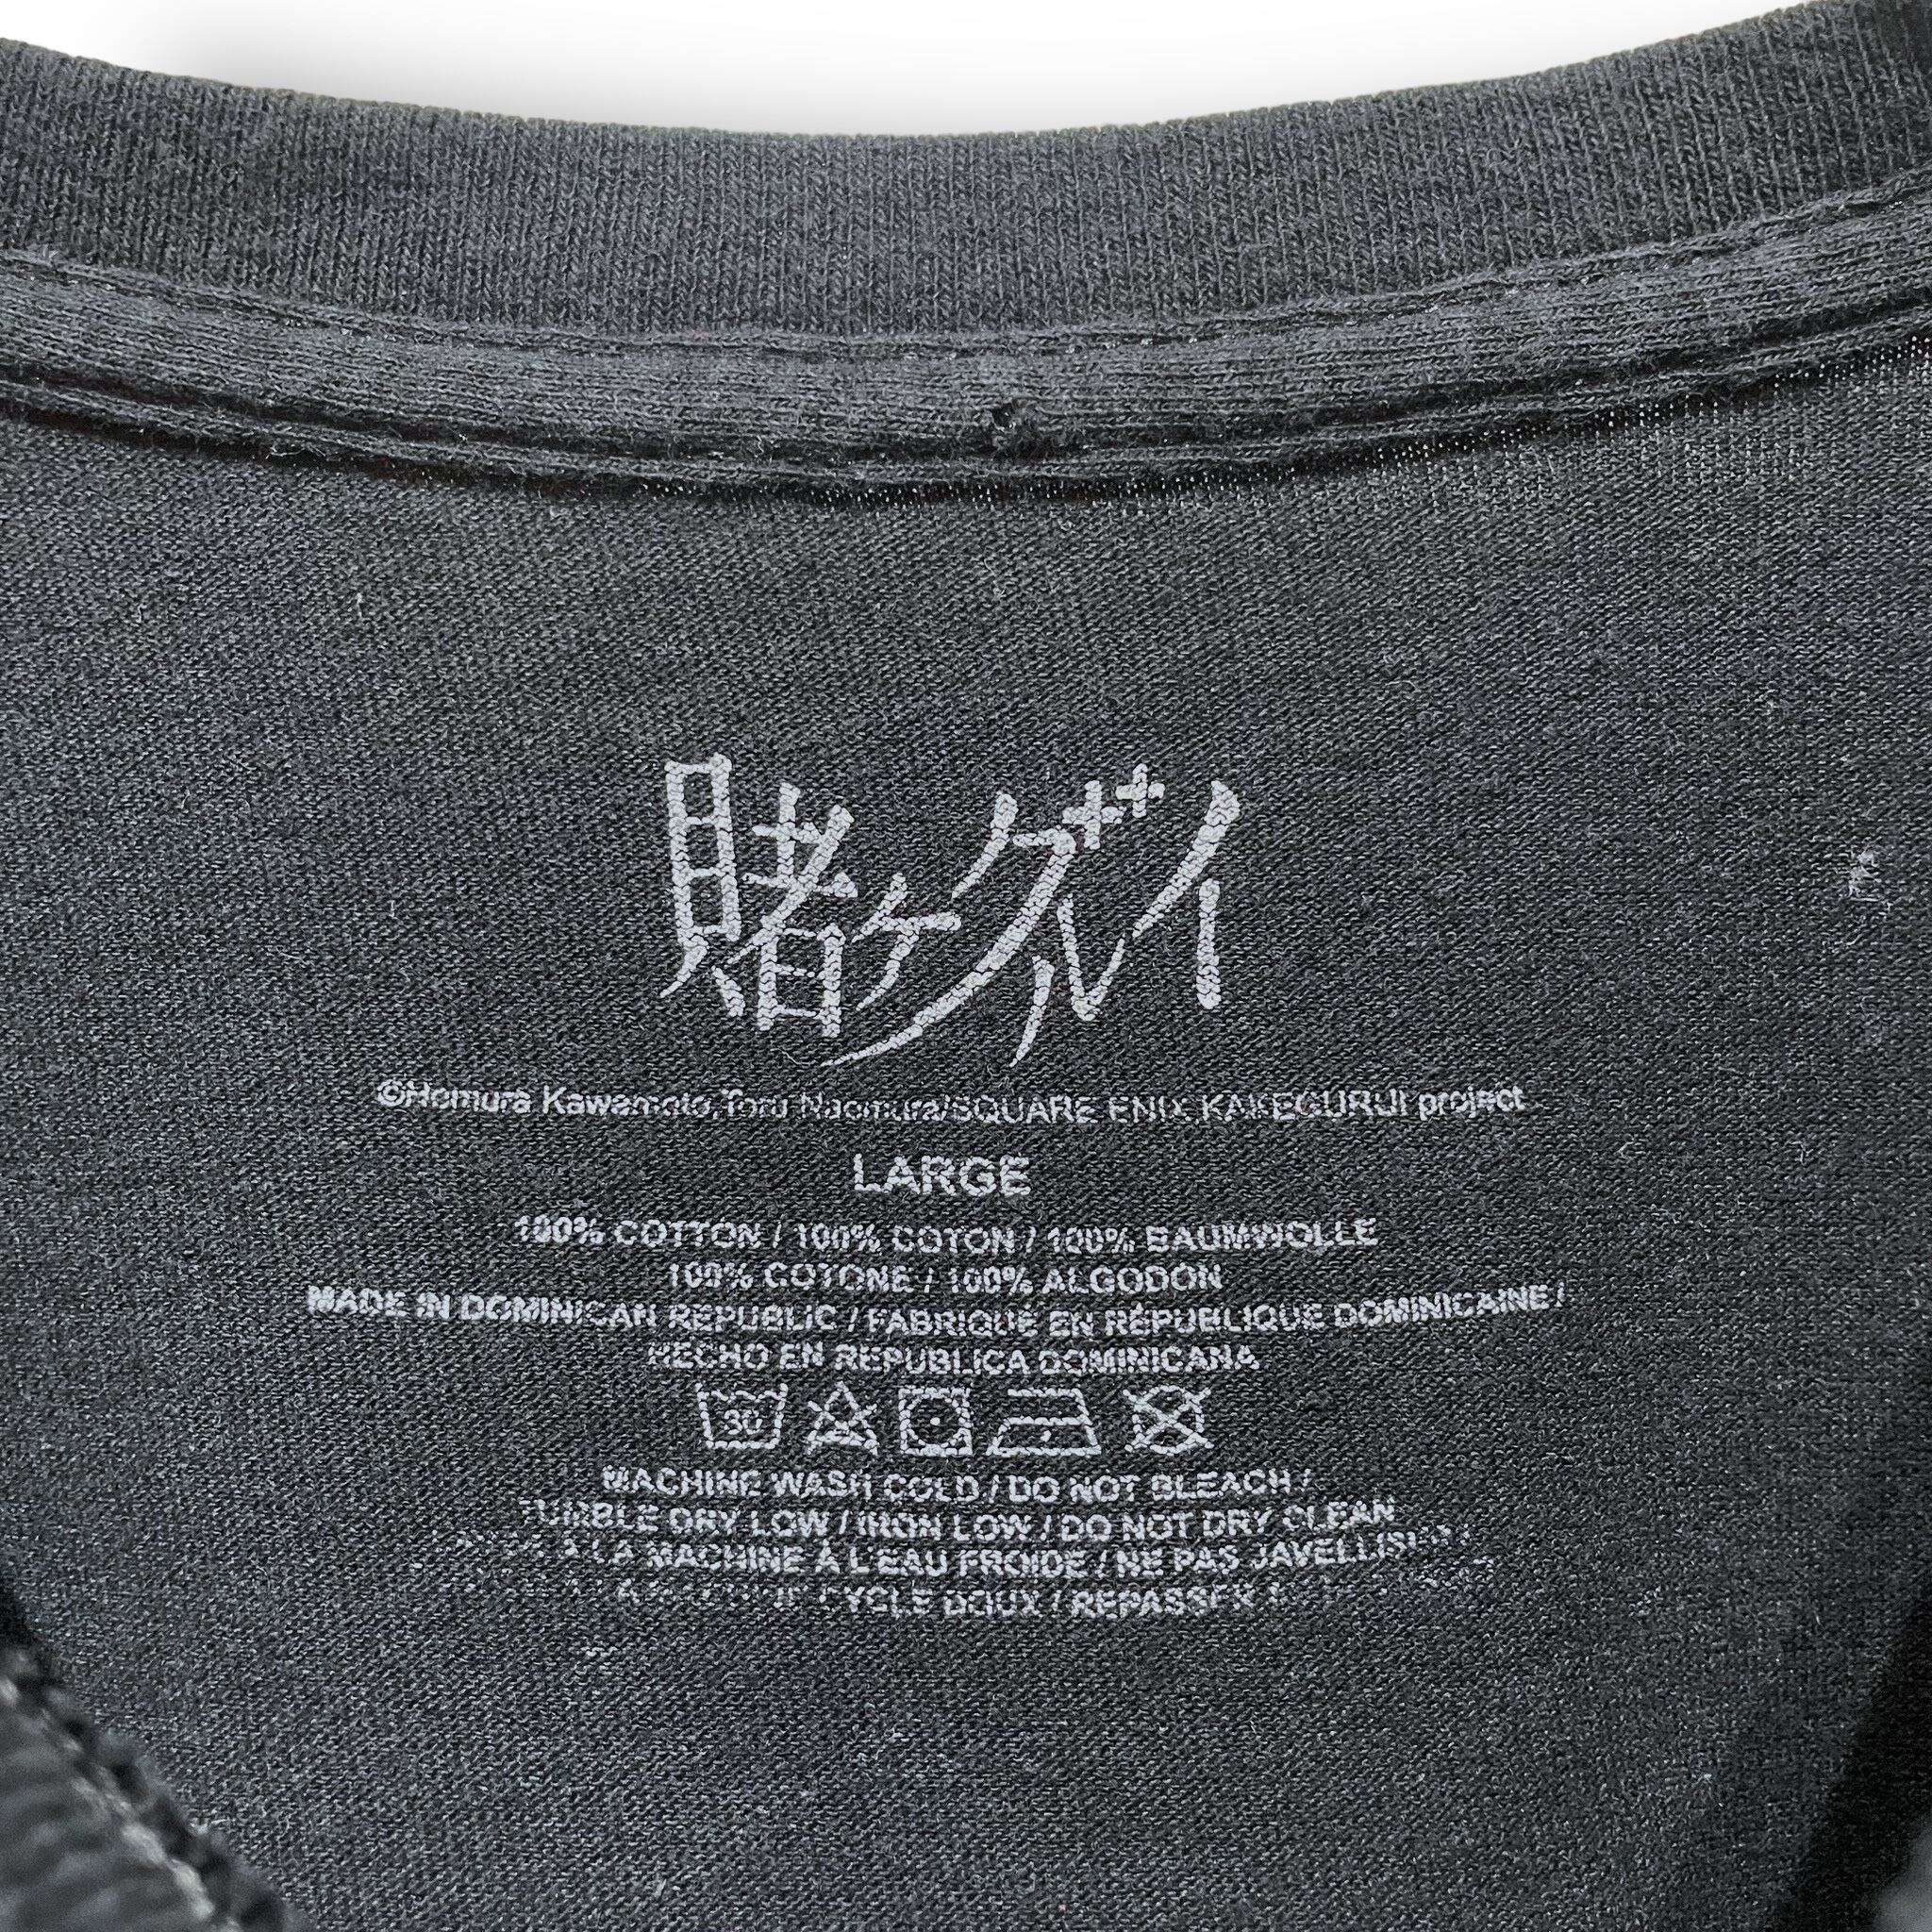 賭ケグルイ
©Homura Kawamoto,Toru Naomura/SQUARE ENIX,KAKEGURUI project
LARGE
100% COTTON / 100% COTON / 100% BAUMWOLLE
100% COTONE / 100% ALGODÓN
MADE IN DOMINICAN REPUBLIC / FABRIQUÉ EN RÉPUBLIQUE DOMINICAINE /
HECHO EN REPUBLICA DOMINICANA
30
MACHINE WASH COLD / DO NOT BLEACH /
TUMBLE DRY LOW / IRON LOW / DO NOT DRY CLEAN
À LA MACHINE À L'EAU FROIDE / NE PAS
CYCLE DOUX / REPASSER